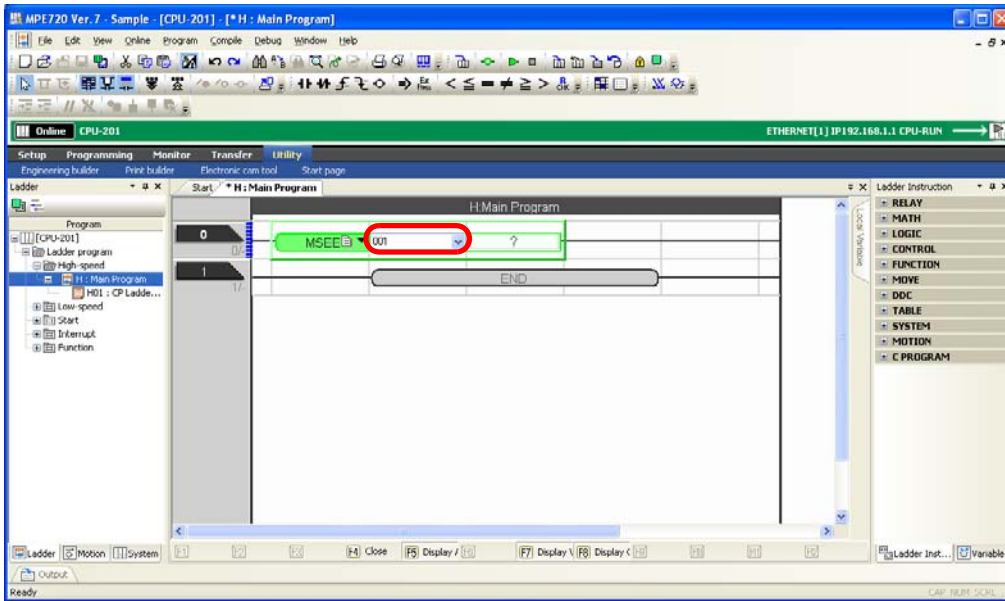 MPE720 Ver. 7 - Sample - [CPU-201] - [* H : Main Program]
File Edit View Online Program Compile Debug Window Help
Online CPU-201 ETHERNET[1] IP192.168.1.1 CPU-RUN
Setup Programming Monitor Transfer Utility
Engineering builder Print builder Electronic cam tool Start page
Ladder
Start * H : Main Program
Ladder Instruction
Program
[CPU-201]
Ladder program
High-speed
H : Main Program
H01 : CP Ladde...
Low-speed
Start
Interrupt
Function
H:Main Program
0 MSEE 001 ?
0/-
1 END
1/-
Local Variable
RELAY
MATH
LOGIC
CONTROL
FUNCTION
MOVE
DDC
TABLE
SYSTEM
MOTION
C PROGRAM
Ladder Motion System
F4 Close F5 Display / F7 Display \ F8 Display <
Ladder Inst... Variable
Output
Ready CAP NUM SCRL